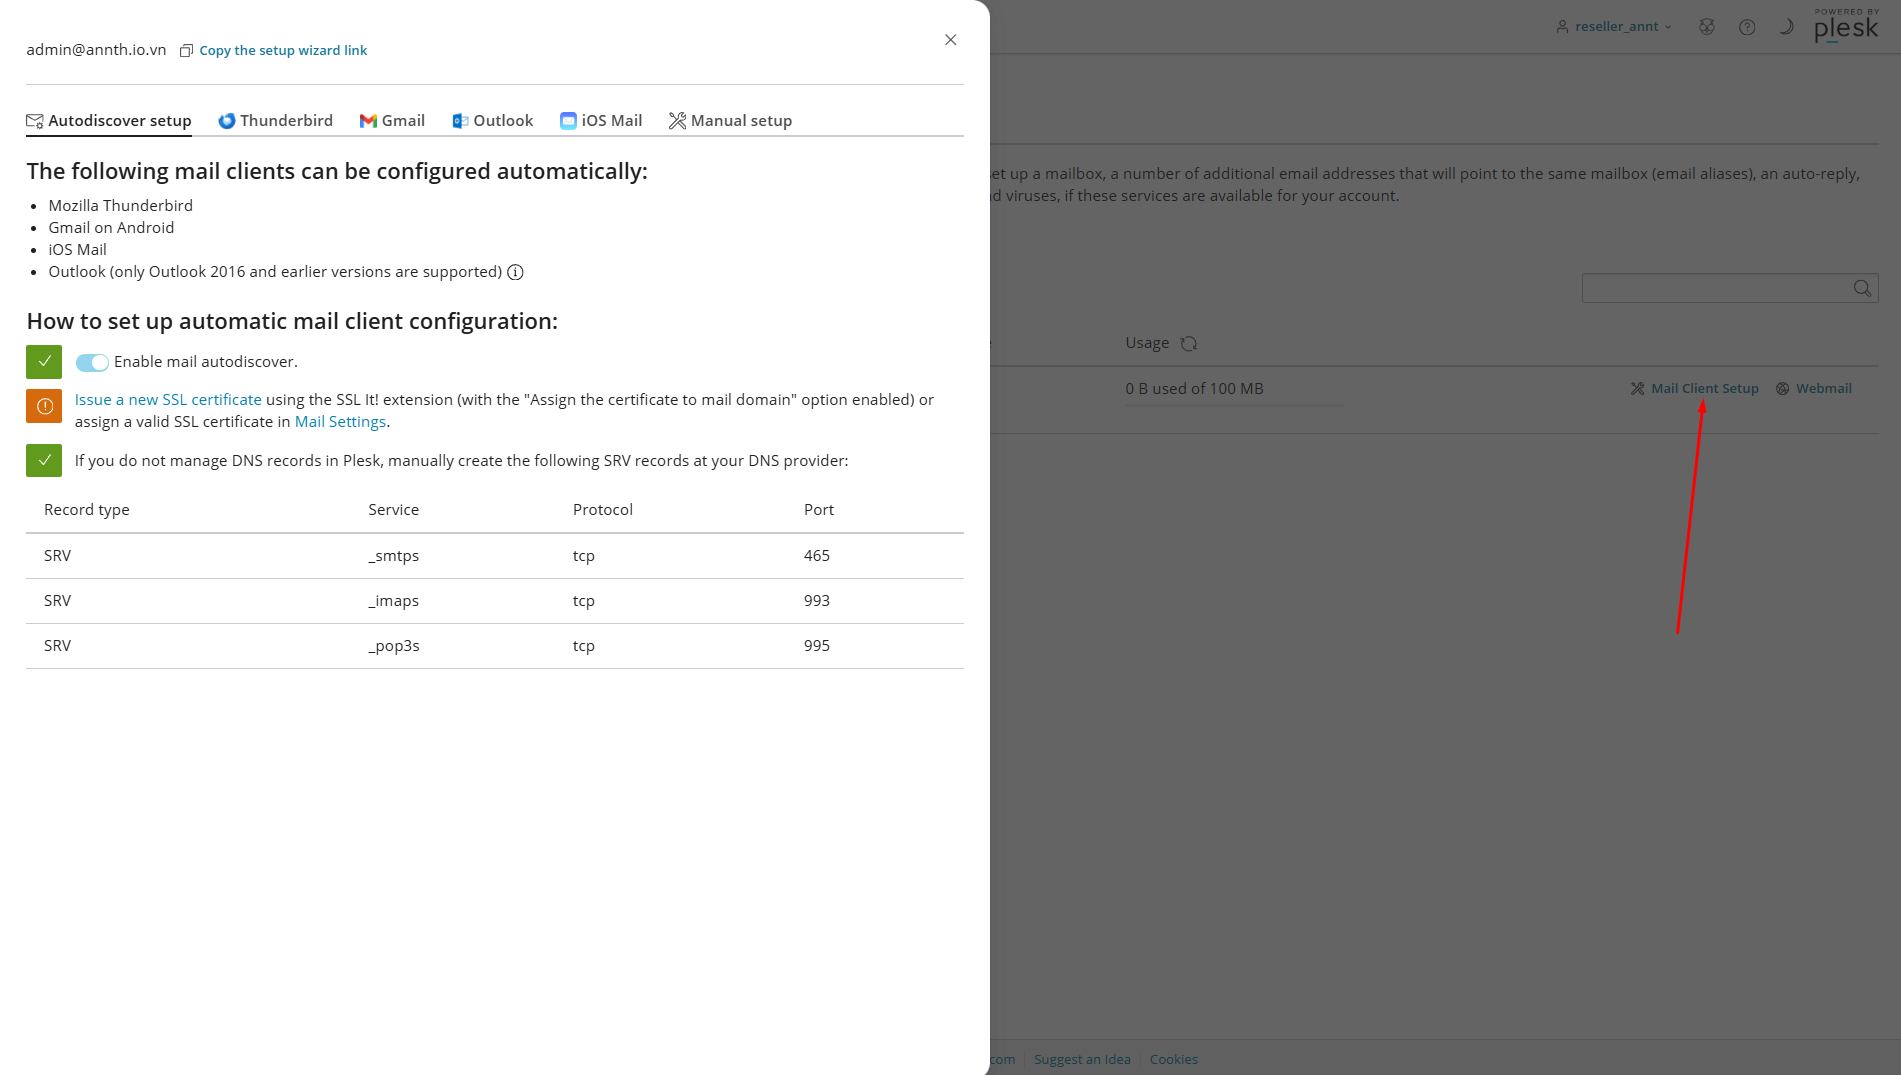 admin@annth.io.vn Copy the setup wizard link
Autodiscover setup Thunderbird Gmail Outlook iOS Mail Manual setup
The following mail clients can be configured automatically:
Mozilla Thunderbird
Gmail on Android
iOS Mail
Outlook (only Outlook 2016 and earlier versions are supported)
How to set up automatic mail client configuration:
Enable mail autodiscover.
Issue a new SSL certificate using the SSL It! extension (with the "Assign the certificate to mail domain" option enabled) or
assign a valid SSL certificate in Mail Settings.
If you do not manage DNS records in Plesk, manually create the following SRV records at your DNS provider:
Record type Service Protocol Port
SRV _smtps tcp 465
SRV _imaps tcp 993
SRV _pop3s tcp 995
reseller_annt
POWERED BY
plesk
set up a mailbox, a number of additional email addresses that will point to the same mailbox (email aliases), an auto-reply,
viruses, if these services are available for your account.
Usage
0 B used of 100 MB Mail Client Setup Webmail
com Suggest an Idea Cookies